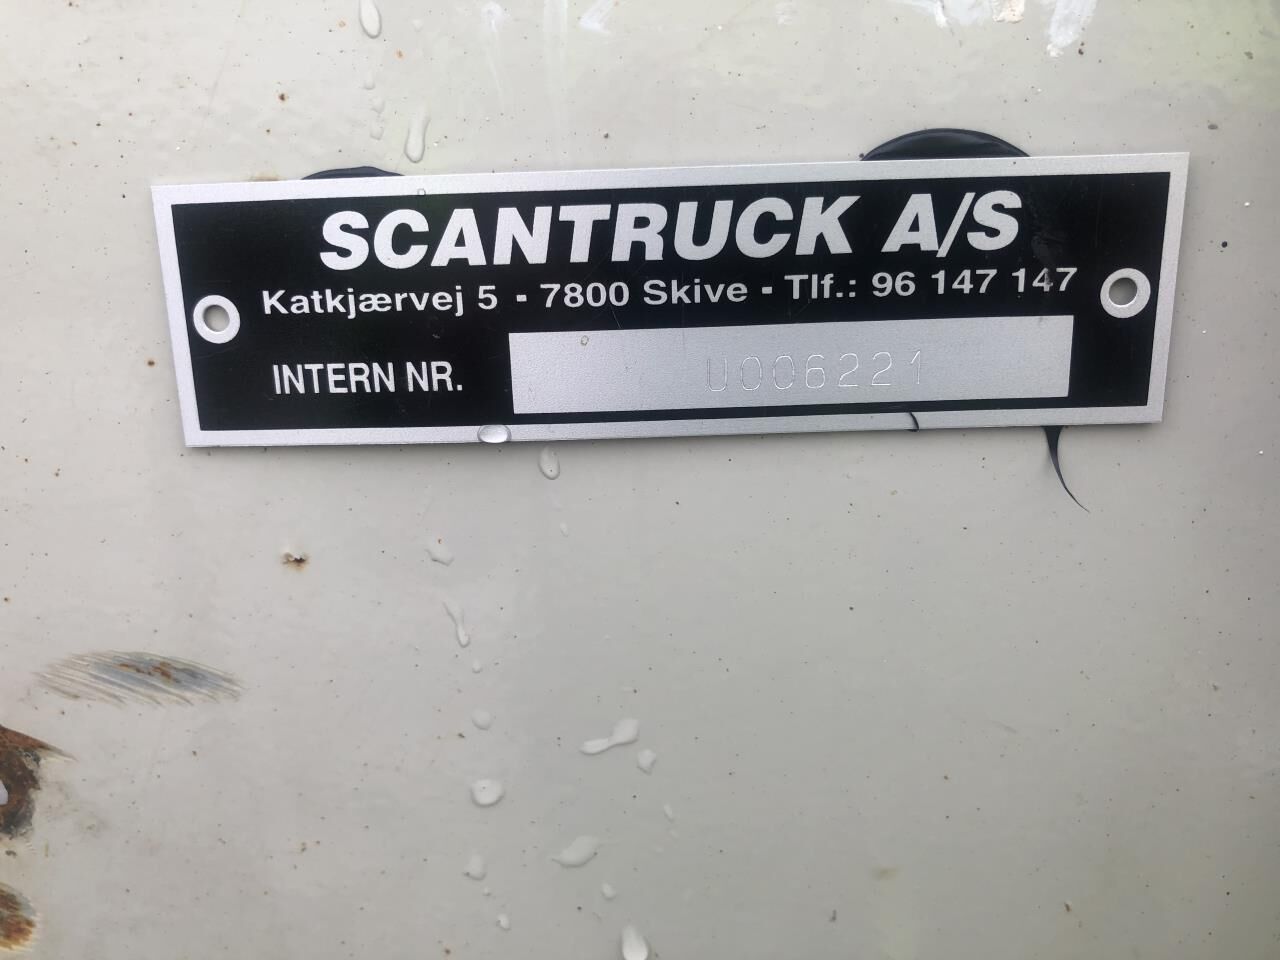 SCANTRUCK A/S
Katkjærvej 5 - 7800 Skive - Tlf.: 96 147 147
INTERN NR. U006221